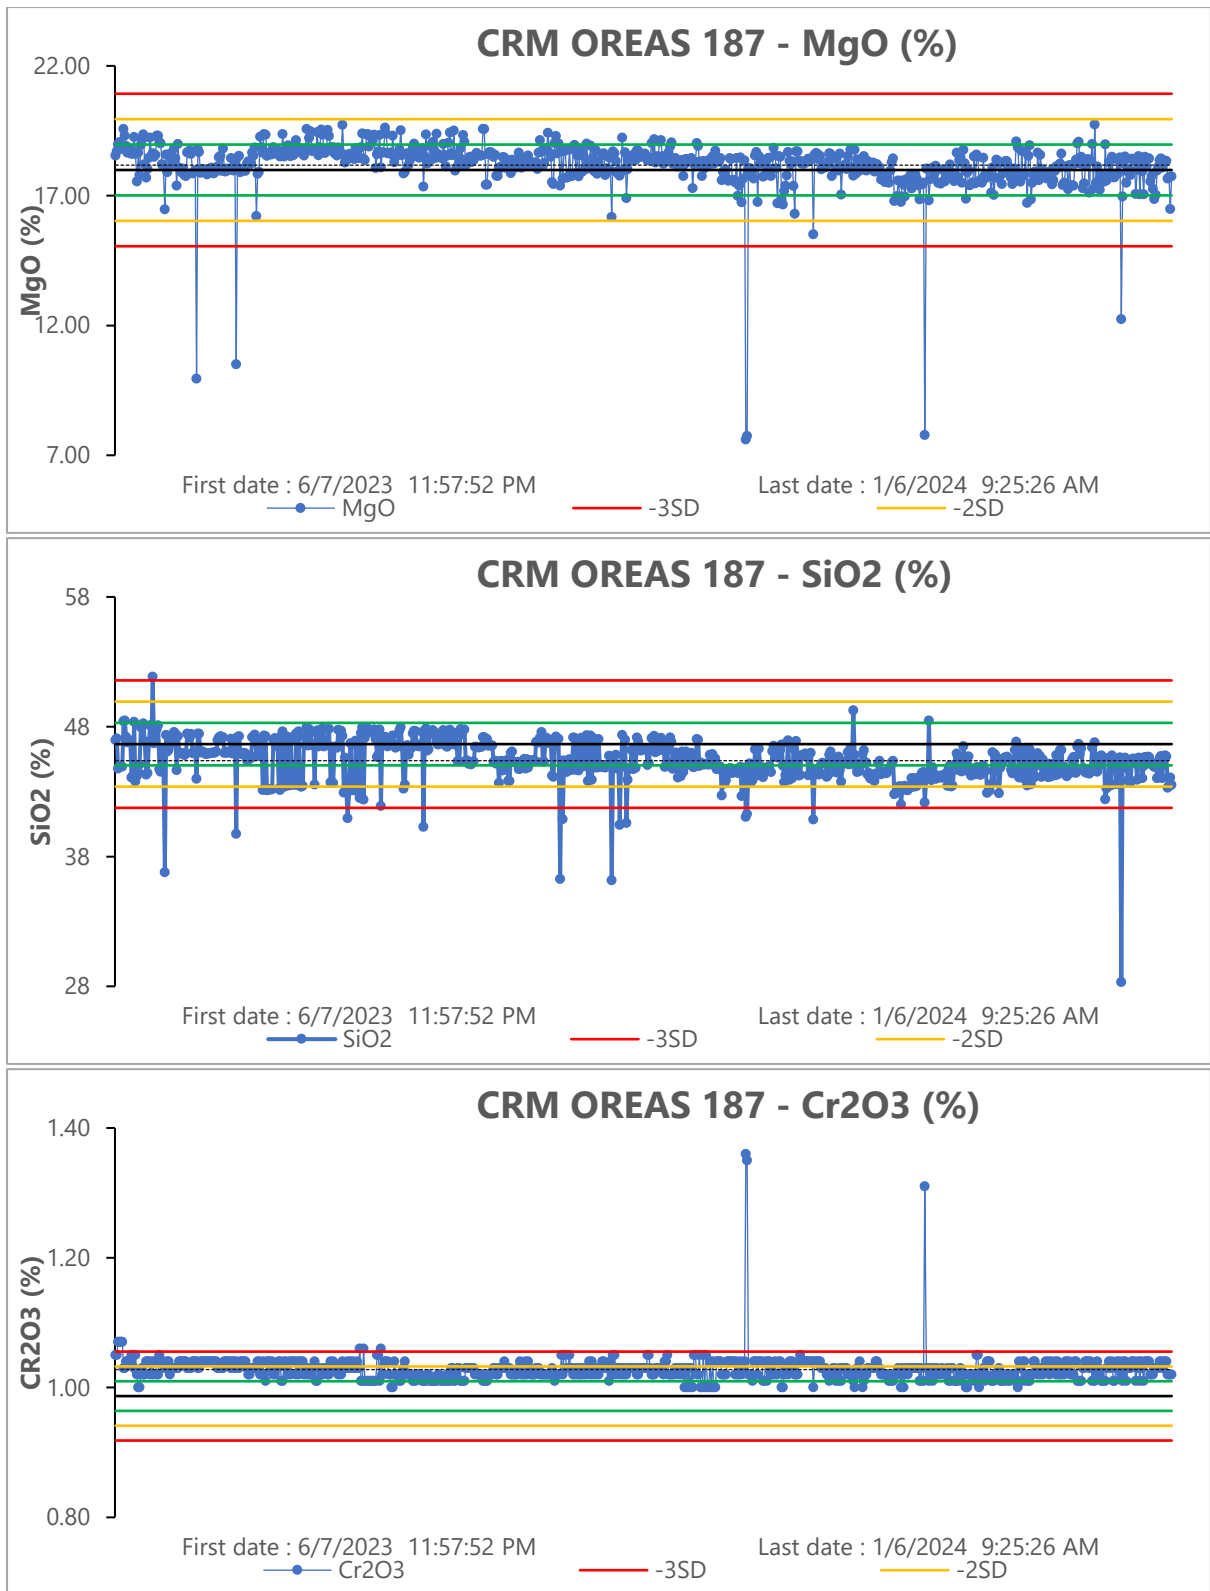 CRM OREAS 187 - MgO (%)
22.00
17.00
12.00
7.00
MgO (%)
First date : 6/7/2023 11:57:52 PM
Last date : 1/6/2024 9:25:26 AM
MgO
-3SD
-2SD
CRM OREAS 187 - SiO2 (%)
58
48
38
28
SiO2 (%)
First date : 6/7/2023 11:57:52 PM
Last date : 1/6/2024 9:25:26 AM
SiO2
-3SD
-2SD
CRM OREAS 187 - Cr2O3 (%)
1.40
1.20
1.00
0.80
CR2O3 (%)
First date : 6/7/2023 11:57:52 PM
Last date : 1/6/2024 9:25:26 AM
Cr2O3
-3SD
-2SD